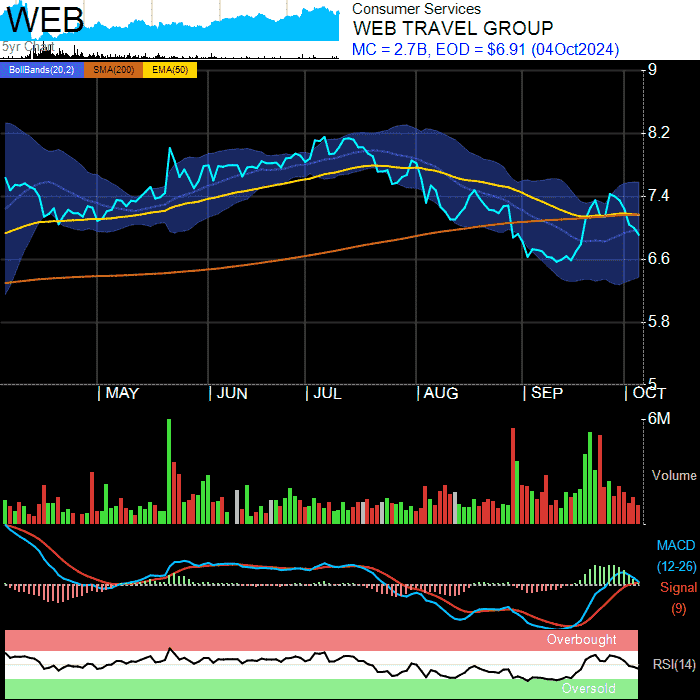 WEB
5yr Chart
Consumer Services
WEB TRAVEL GROUP
MC = 2.7B, EOD = $6.91 (04Oct2024)
BollBands(20,2) SMA(200) EMA(50)
9
8.2
7.4
6.6
5.8
5
MAY JUN JUL AUG SEP OCT
6M
Volume
MACD
(12-26)
Signal
(9)
Overbought
RSI(14)
Oversold